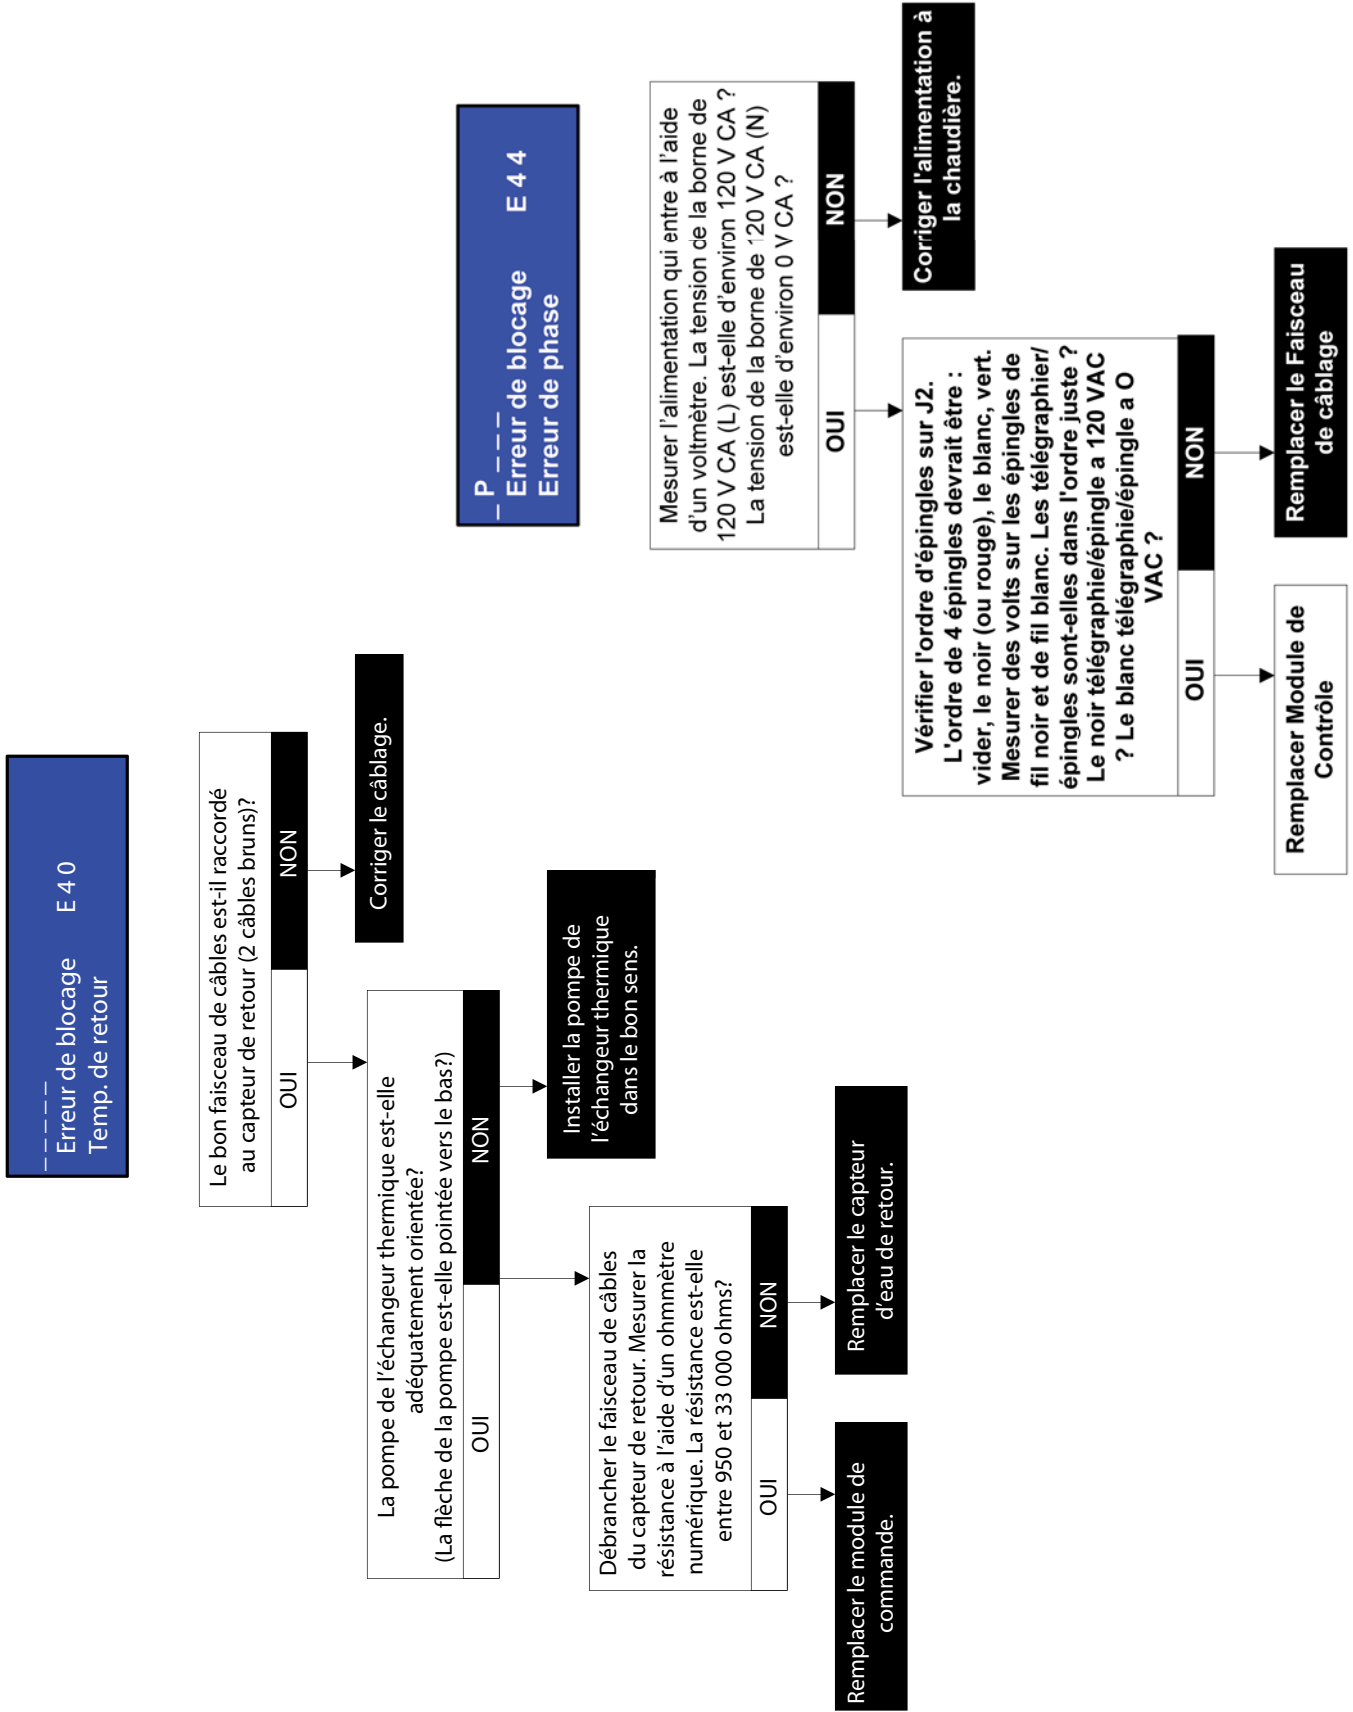 _ _ _ _ _
Erreur de blocage E 4 0
Temp. de retour
Le bon faisceau de câbles est-il raccordé
au capteur de retour (2 câbles bruns)?
OUI
NON
Corriger le câblage.
La pompe de l'échangeur thermique est-elle
adéquatement orientée?
(La flèche de la pompe est-elle pointée vers le bas?)
OUI
NON
Installer la pompe de
l'échangeur thermique
dans le bon sens.
Débrancher le faisceau de câbles
du capteur de retour. Mesurer la
résistance à l'aide d'un ohmmètre
numérique. La résistance est-elle
entre 950 et 33 000 ohms?
OUI
NON
Remplacer le module de
commande.
Remplacer le capteur
d'eau de retour.
_ P _ _ _
Erreur de blocage E 4 4
Erreur de phase
Mesurer l'alimentation qui entre à l'aide
d'un voltmètre. La tension de la borne de
120 V CA (L) est-elle d'environ 120 V CA ?
La tension de la borne de 120 V CA (N)
est-elle d'environ 0 V CA ?
OUI
NON
Corriger l'alimentation à
la chaudière.
Vérifier l'ordre d'épingles sur J2.
L'ordre de 4 épingles devrait être :
vider, le noir (ou rouge), le blanc, vert.
Mesurer des volts sur les épingles de
fil noir et de fil blanc. Les télégraphier/
épingles sont-elles dans l'ordre juste ?
Le noir télégraphie/épingle a 120 VAC
? Le blanc télégraphie/épingle a O
VAC ?
OUI
NON
Remplacer Module de
Contrôle
Remplacer le Faisceau
de câblage